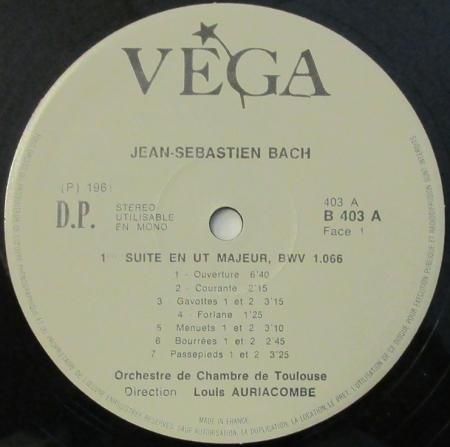 VEGA
JEAN-SEBASTIEN BACH
(P) 196
D.P.
STEREO
UTILISABLE
EN MONO
403 A
B 403 A
Face 1
SUITE EN UT MAJEUR, BWV 1.066
1 - Ouverture 6'40
2 - Courante 2'15
3 Gavottes 1 et 2 3'15
4 - Forlane 1'25
5 Menuets 1 et 2 3'10
6 Bourrées 1 et 2 2'45
7 Passepieds 1 et 2 3'25
Orchestre de Chambre de Toulouse
Direction Louis AURIACOMBE
MADE IN FRANCE